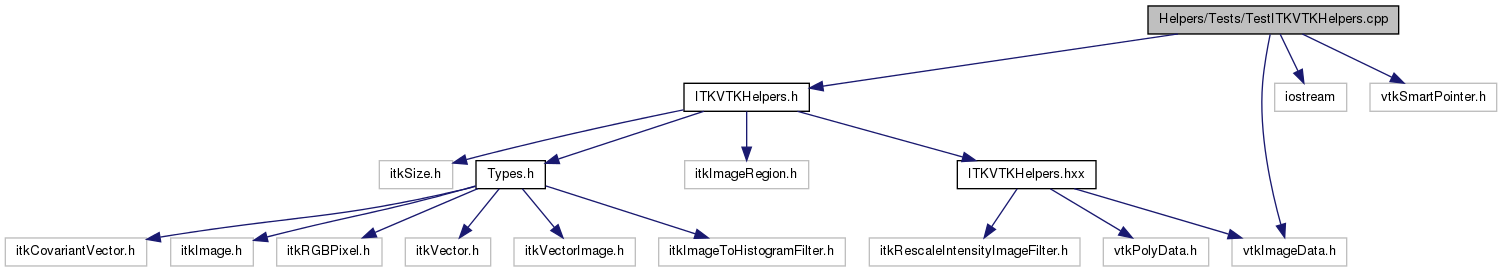 Helpers/Tests/TestITKVTKHelpers.cpp
ITKVTKHelpers.h
iostream
vtkSmartPointer.h
itkSize.h
Types.h
itkImageRegion.h
ITKVTKHelpers.hxx
itkCovariantVector.h
itkImage.h
itkRGBPixel.h
itkVector.h
itkVectorImage.h
itkImageToHistogramFilter.h
itkRescaleIntensityImageFilter.h
vtkPolyData.h
vtkImageData.h